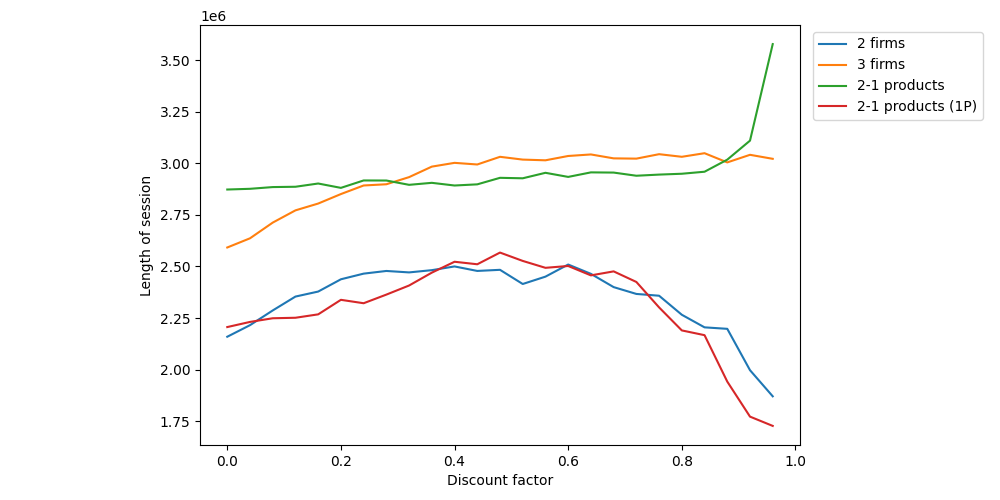 1e6
3.50
3.25
3.00
2.75
2.50
2.25
2.00
1.75
Length of session
0.0 0.2 0.4 0.6 0.8 1.0
Discount factor
2 firms
3 firms
2-1 products
2-1 products (1P)